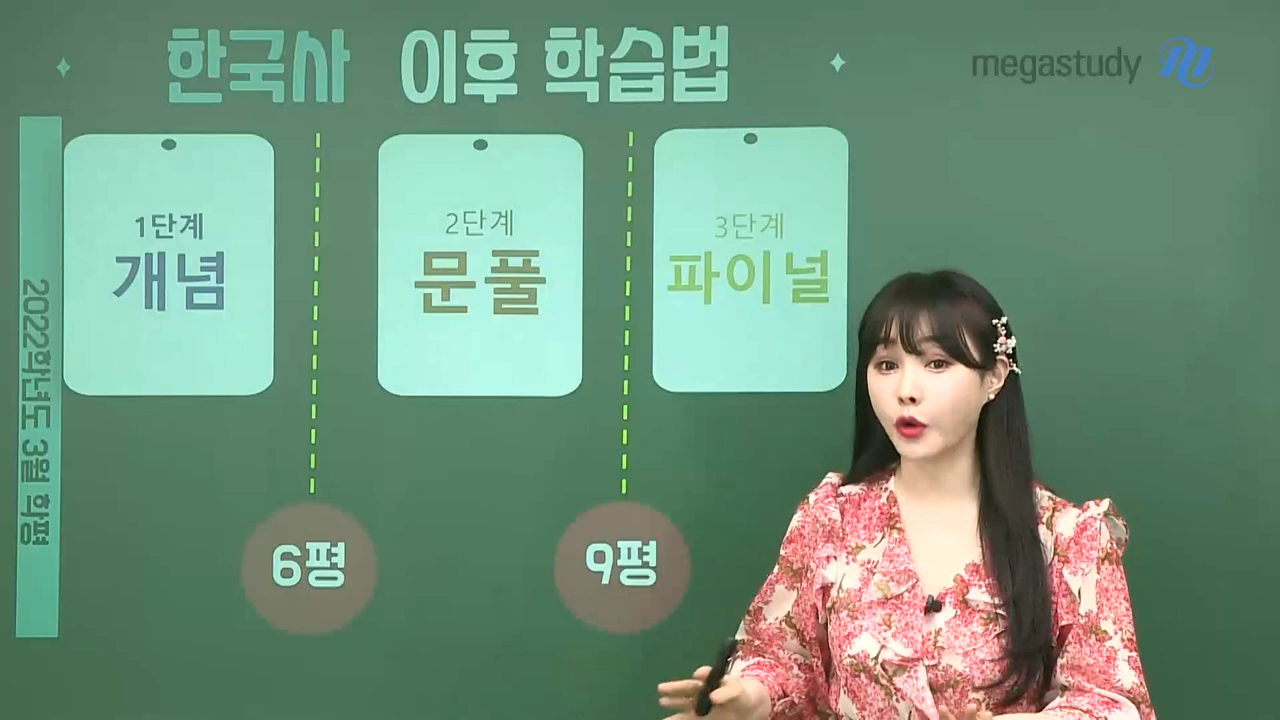 한국사 이후 학습법
megastudy
2022학년도 3월 학평
1단계
개념
2단계
문풀
3단계
파이널
6평
9평